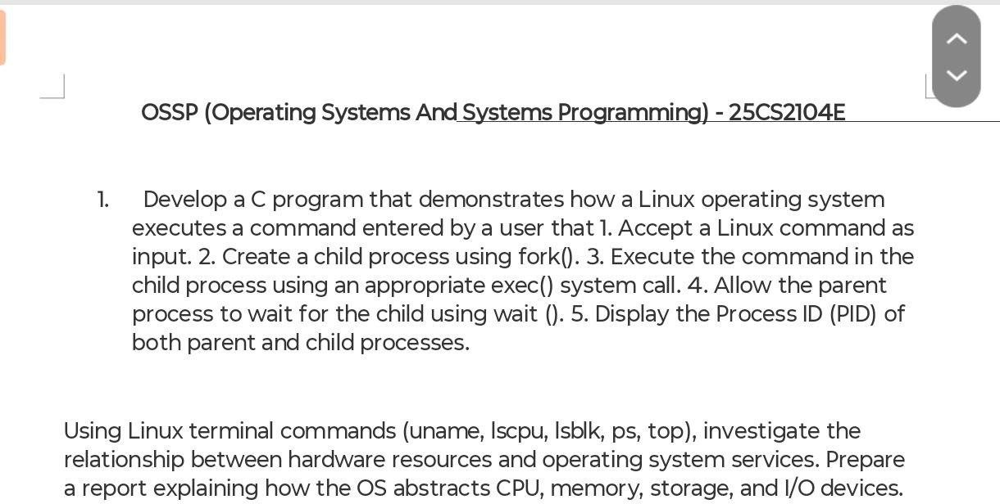 OSSP (Operating Systems And Systems Programming) - 25CS2104E
1. Develop a C program that demonstrates how a Linux operating system
executes a command entered by a user that 1. Accept a Linux command as
input. 2. Create a child process using fork(). 3. Execute the command in the
child process using an appropriate exec() system call. 4. Allow the parent
process to wait for the child using wait (). 5. Display the Process ID (PID) of
both parent and child processes.
Using Linux terminal commands (uname, lscpu, lsblk, ps, top), investigate the
relationship between hardware resources and operating system services. Prepare
a report explaining how the OS abstracts CPU, memory, storage, and I/O devices.